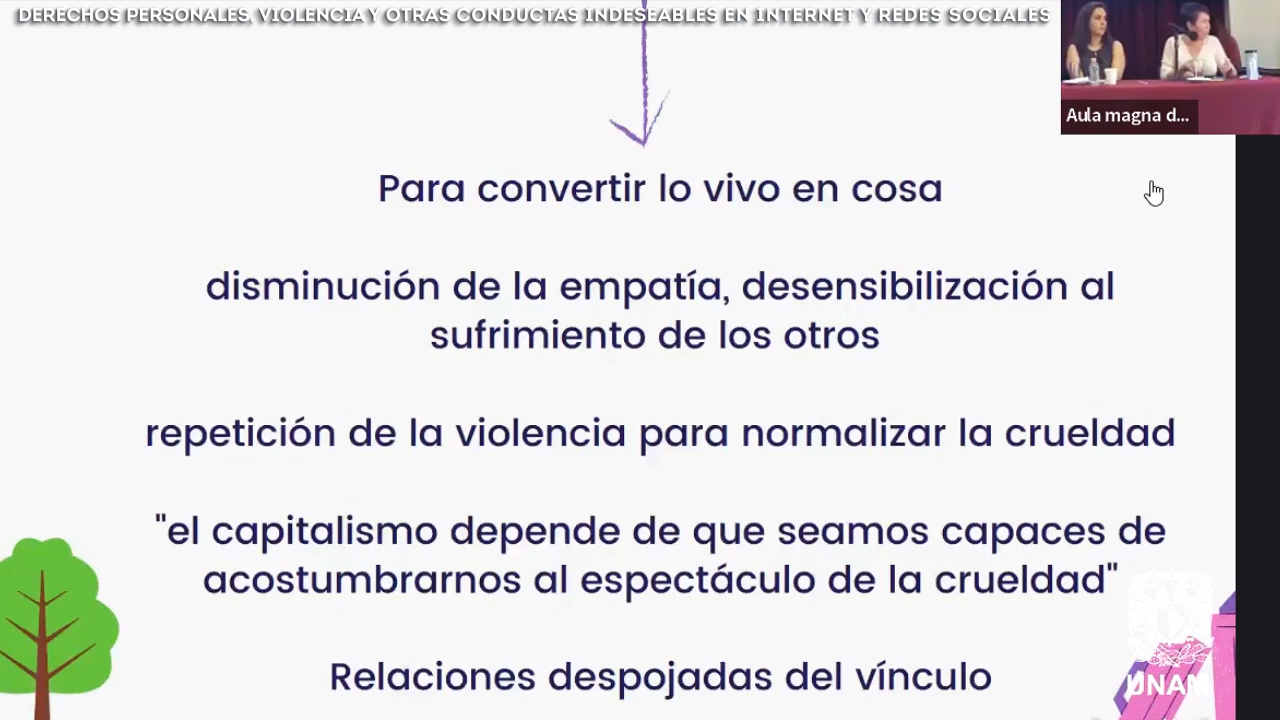 DERECHOS PERSONALES, VIOLENCIA Y OTRAS CONDUCTAS INDESEABLES EN INTERNET Y REDES SOCIALES
Aula magna d...
Para convertir lo vivo en cosa
disminución de la empatía, desensibilización al
sufrimiento de los otros
repetición de la violencia para normalizar la crueldad
"el capitalismo depende de que seamos capaces de
acostumbrarnos al espectáculo de la crueldad"
Relaciones despojadas del vínculo
UNAM